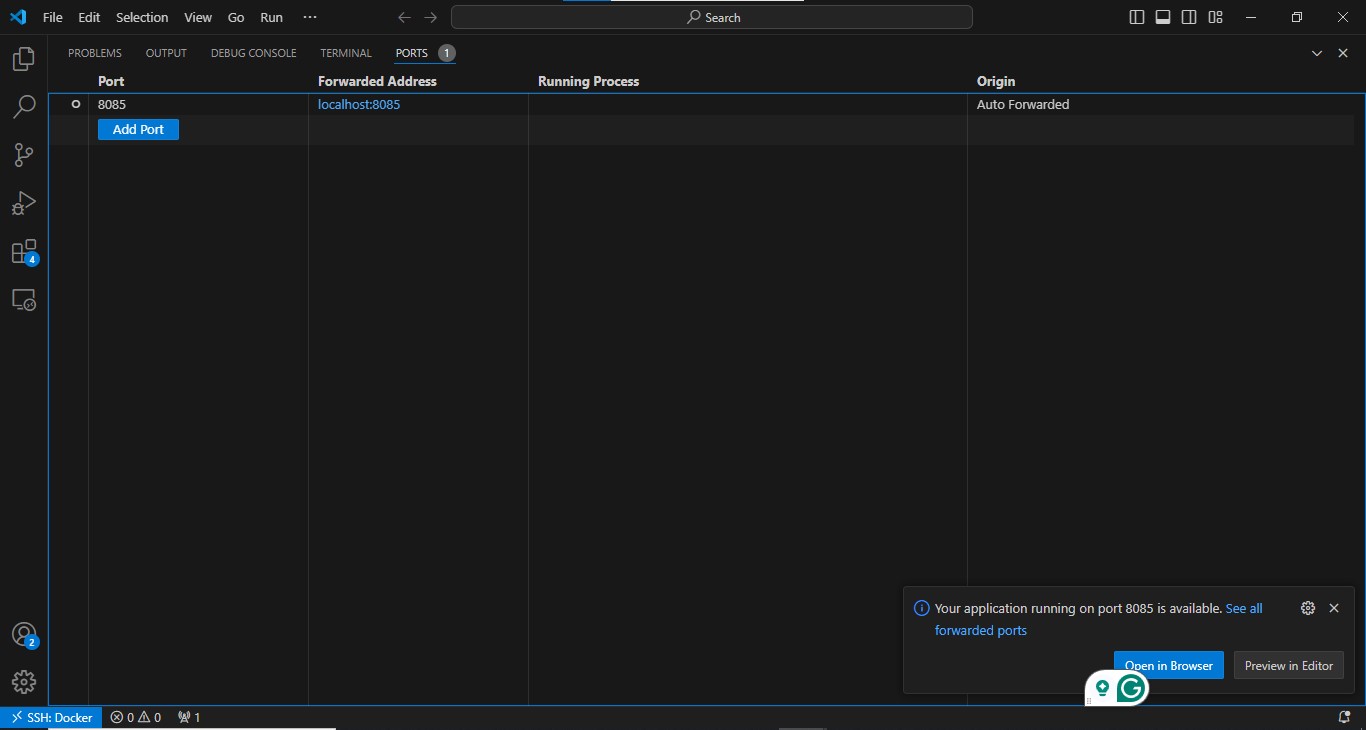 File Edit Selection View Go Run ··· Search
PROBLEMS OUTPUT DEBUG CONSOLE TERMINAL PORTS 1
Port Forwarded Address Running Process Origin
8085 localhost:8085 Auto Forwarded
Add Port
4
Your application running on port 8085 is available. See all
forwarded ports
2
Open in Browser Preview in Editor
G
SSH: Docker 0 0 1